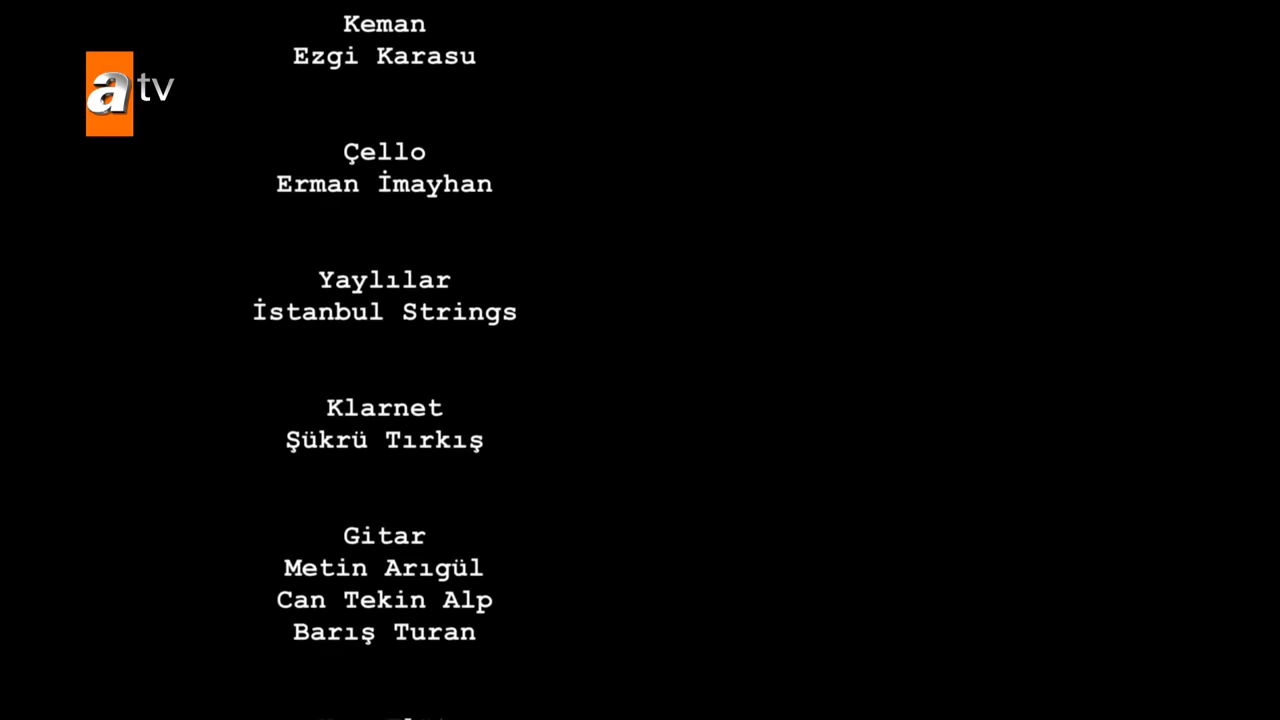 Keman
Ezgi Karasu
atv
Çello
Erman İmayhan
Yaylılar
İstanbul Strings
Klarnet
Şükrü Tırkış
Gitar
Metin Arıgül
Can Tekin Alp
Barış Turan